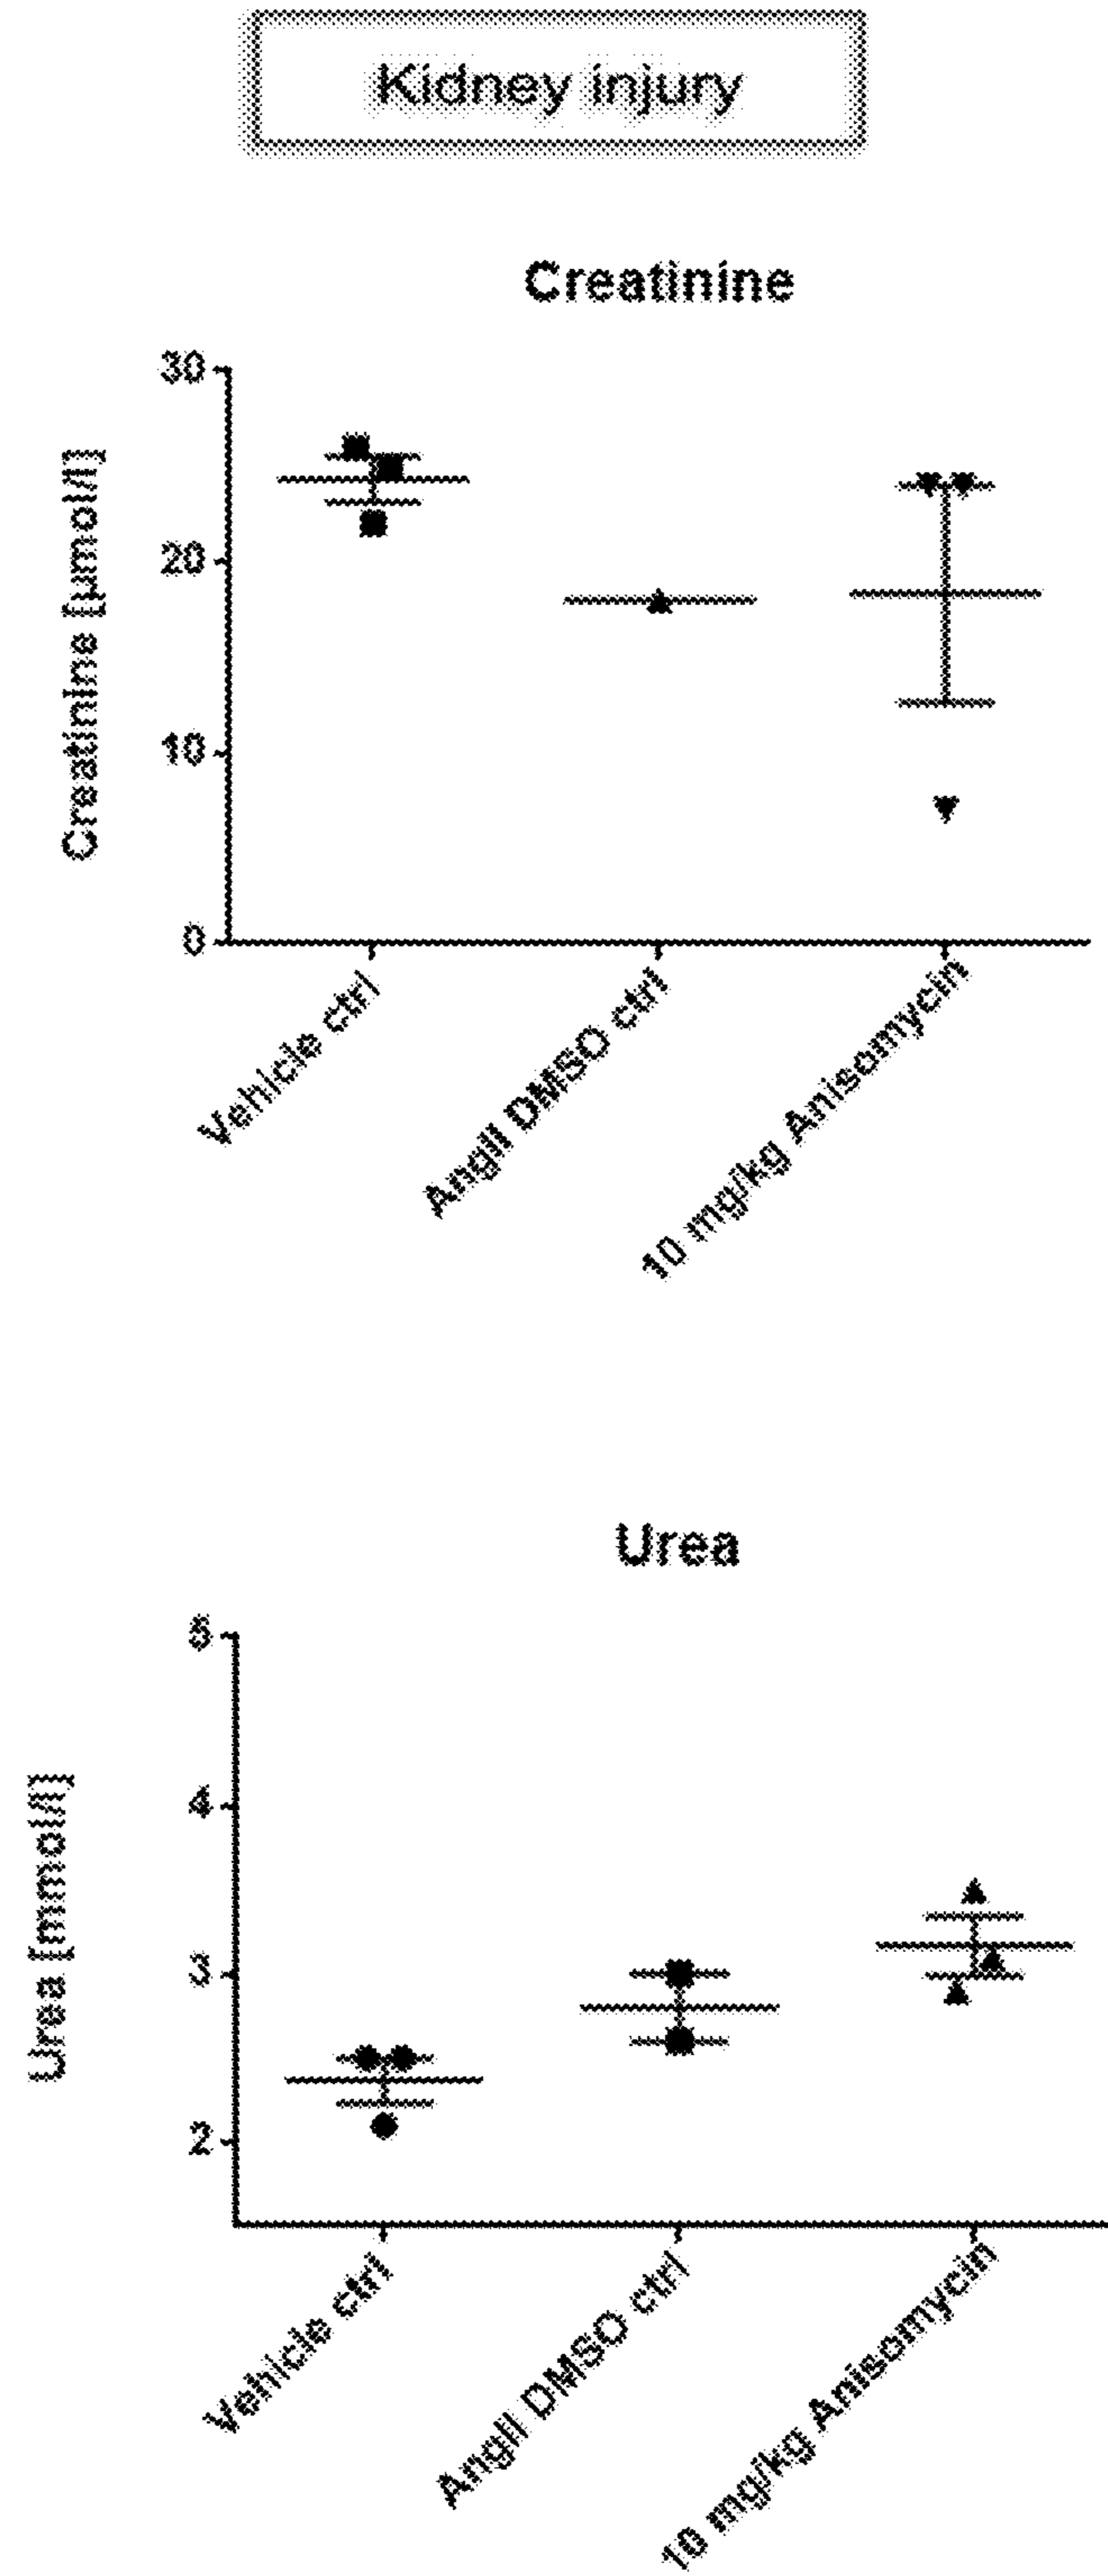 Kidney injury
Creatinine
Creatinine [µmol/l]
30
20
10
0
Vehicle ctrl
AngII DMSO ctrl
10 mg/kg Anisomycin
Urea
Urea [mmol/l]
5
4
3
2
Vehicle ctrl
AngII DMSO ctrl
10 mg/kg Anisomycin